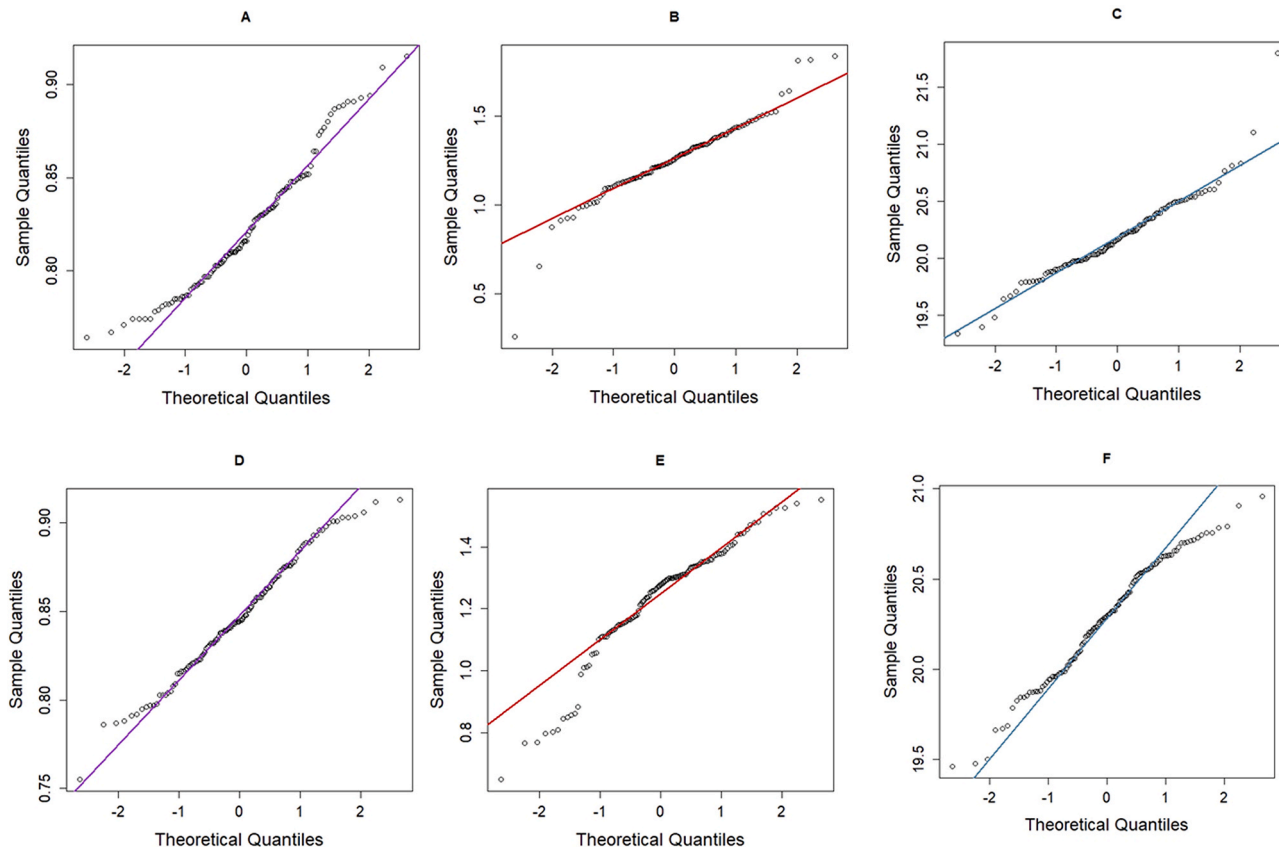 A
Sample Quantiles
0.90
0.85
0.80
-2 -1 0 1 2
Theoretical Quantiles
B
Sample Quantiles
1.5
1.0
0.5
-2 -1 0 1 2
Theoretical Quantiles
C
Sample Quantiles
21.5
21.0
20.5
20.0
19.5
-2 -1 0 1 2
Theoretical Quantiles
D
Sample Quantiles
0.90
0.85
0.80
0.75
-2 -1 0 1 2
Theoretical Quantiles
E
Sample Quantiles
1.4
1.2
1.0
0.8
-2 -1 0 1 2
Theoretical Quantiles
F
Sample Quantiles
21.0
20.5
20.0
19.5
-2 -1 0 1 2
Theoretical Quantiles